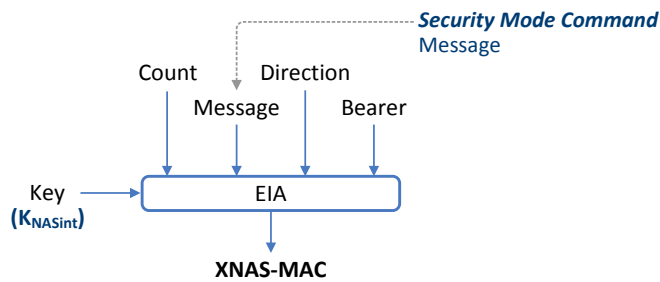 Security Mode Command
Message
Count
Direction
Message
Bearer
Key
(KNASint)
EIA
XNAS-MAC